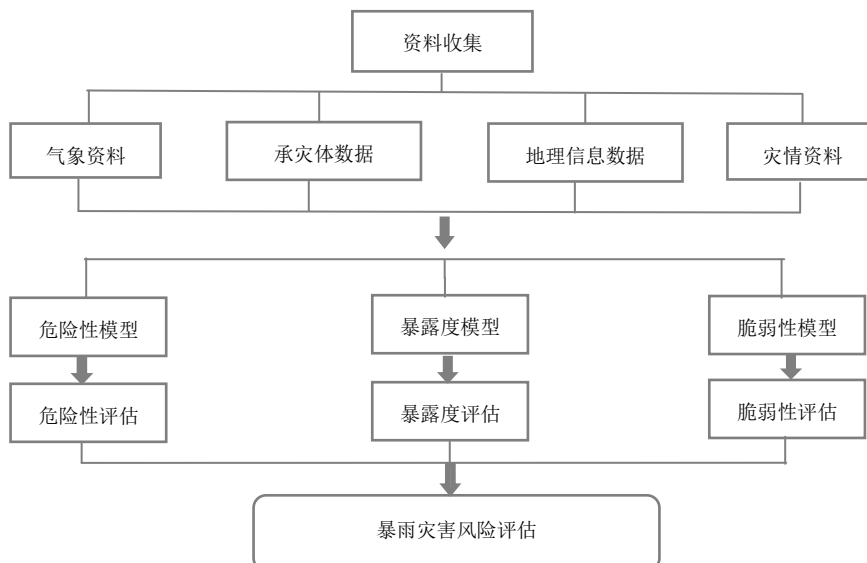 资料收集
气象资料
承灾体数据
地理信息数据
灾情资料
危险性模型
暴露度模型
脆弱性模型
危险性评估
暴露度评估
脆弱性评估
暴雨灾害风险评估